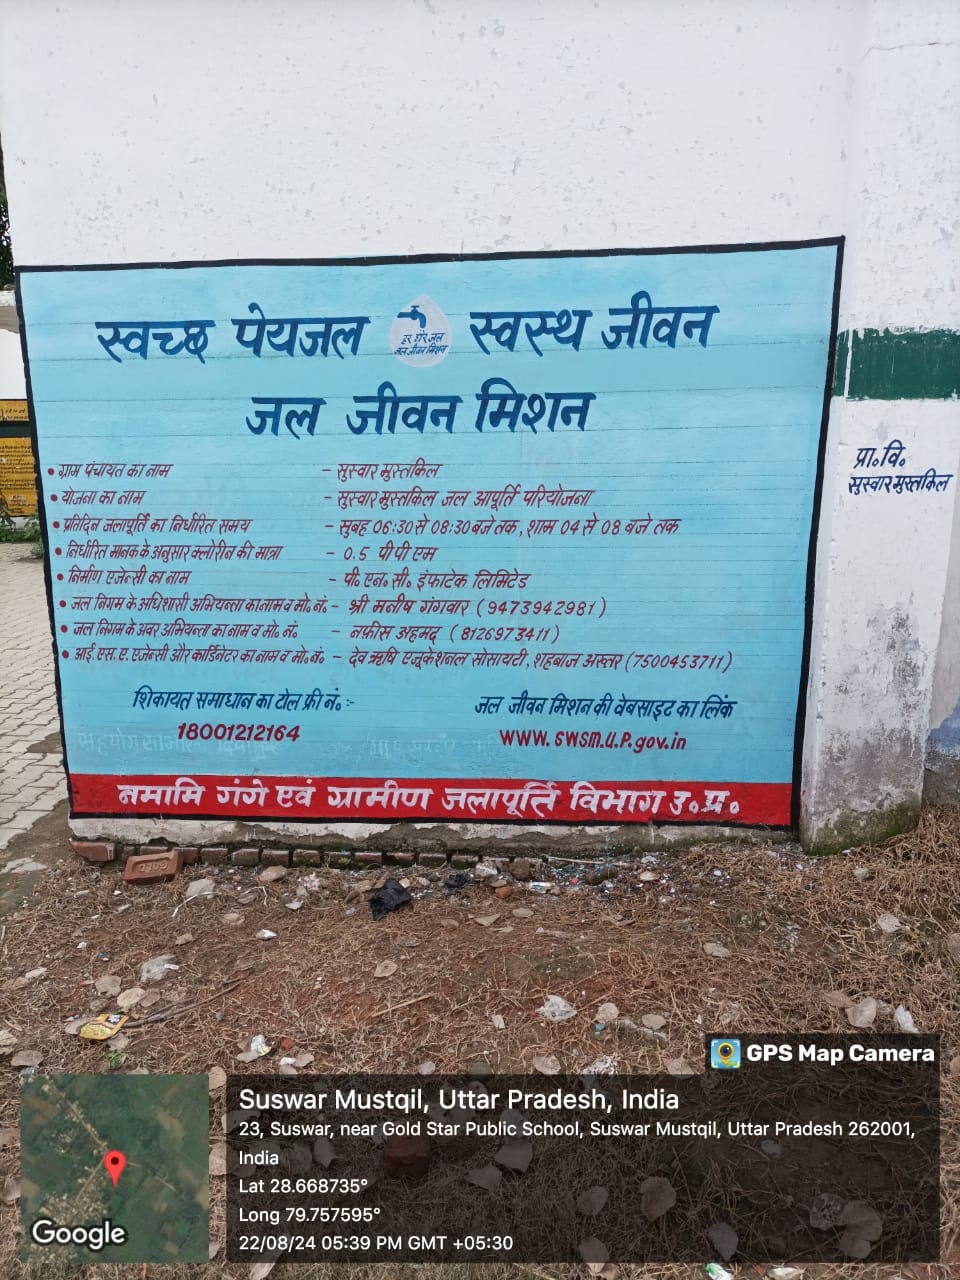 स्वच्छ पेयजल स्वस्थ जीवन
हर घर जल
जल जीवन मिशन
जल जीवन मिशन
• ग्राम पंचायत का नाम - सुस्वार मुस्तकिल
• योजना का नाम - सुस्वार मुस्तकिल जल आपूर्ति परियोजना
• प्रतिदिन जलापूर्ति का निर्धारित समय - सुबह 06:30 से 08:30 बजे तक, शाम 04 से 08 बजे तक
• निर्धारित मानक के अनुसार क्लोरीन की मात्रा - 0.5 पी पी एम
• निर्माण एजेन्सी का नाम - पी. एन. सी. इंफाटेक लिमिटेड
• जल निगम के अधिशासी अभियन्ता का नाम व मो. नं. - श्री मनीष गंगवार (9473942981)
• जल निगम के अवर अभियन्ता का नाम व मो. नं. - नफीस अहमद (8126973411)
• आई. एस. ए. एजेन्सी और कार्डिनेटर का नाम व मो. नं. - देव ऋषि एजूकेशनल सोसायटी, शहबाज अख्तर (7500453711)
शिकायत समाधान का टोल फ्री नं. :-
18001212164
जल जीवन मिशन की वेबसाइट का लिंक
www.swsm.u.P.gov.in
नमामि गंगे एवं ग्रामीण जलापूर्ति विभाग उ. प्र.
प्रा. वि.
सुस्वार मुस्तकिल
GPS Map Camera
Suswar Mustqil, Uttar Pradesh, India
23, Suswar, near Gold Star Public School, Suswar Mustqil, Uttar Pradesh 262001,
India
Lat 28.668735°
Long 79.757595°
22/08/24 05:39 PM GMT +05:30
Google